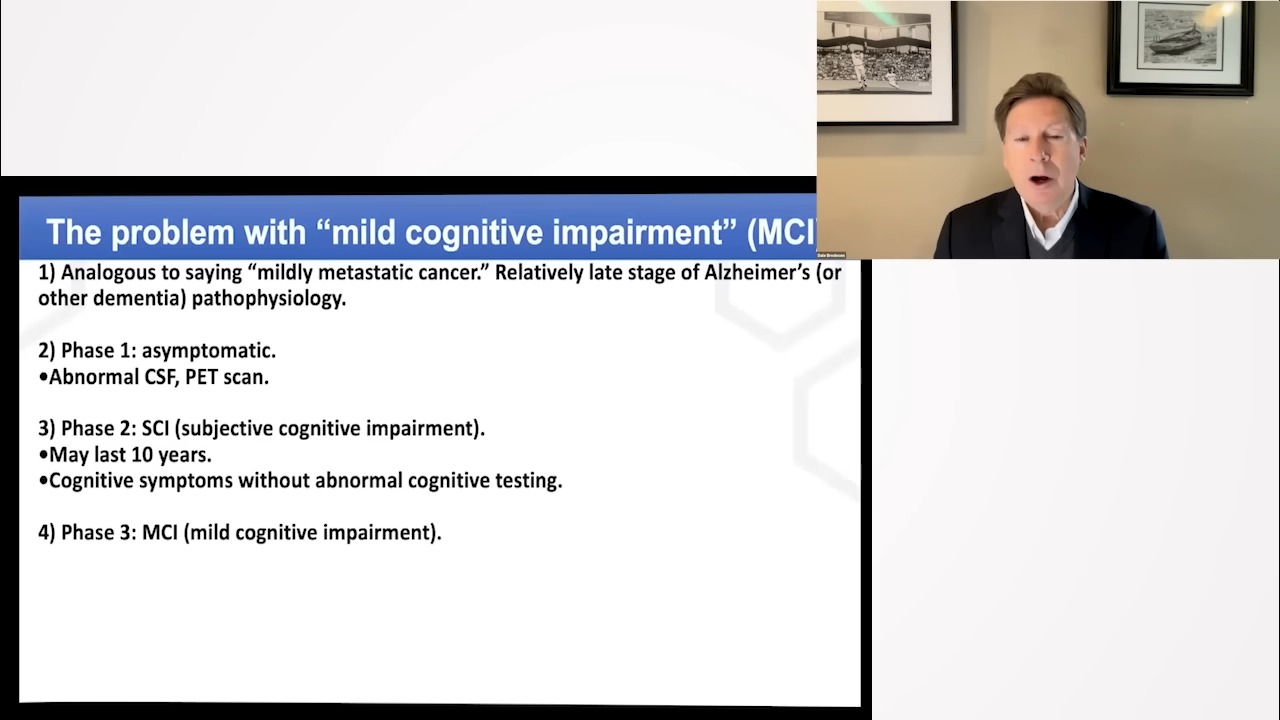 The problem with “mild cognitive impairment” (MCI
1) Analogous to saying “mildly metastatic cancer.” Relatively late stage of Alzheimer’s (or
other dementia) pathophysiology.
2) Phase 1: asymptomatic.
•Abnormal CSF, PET scan.
3) Phase 2: SCI (subjective cognitive impairment).
•May last 10 years.
•Cognitive symptoms without abnormal cognitive testing.
4) Phase 3: MCI (mild cognitive impairment).
Dale Bredesen